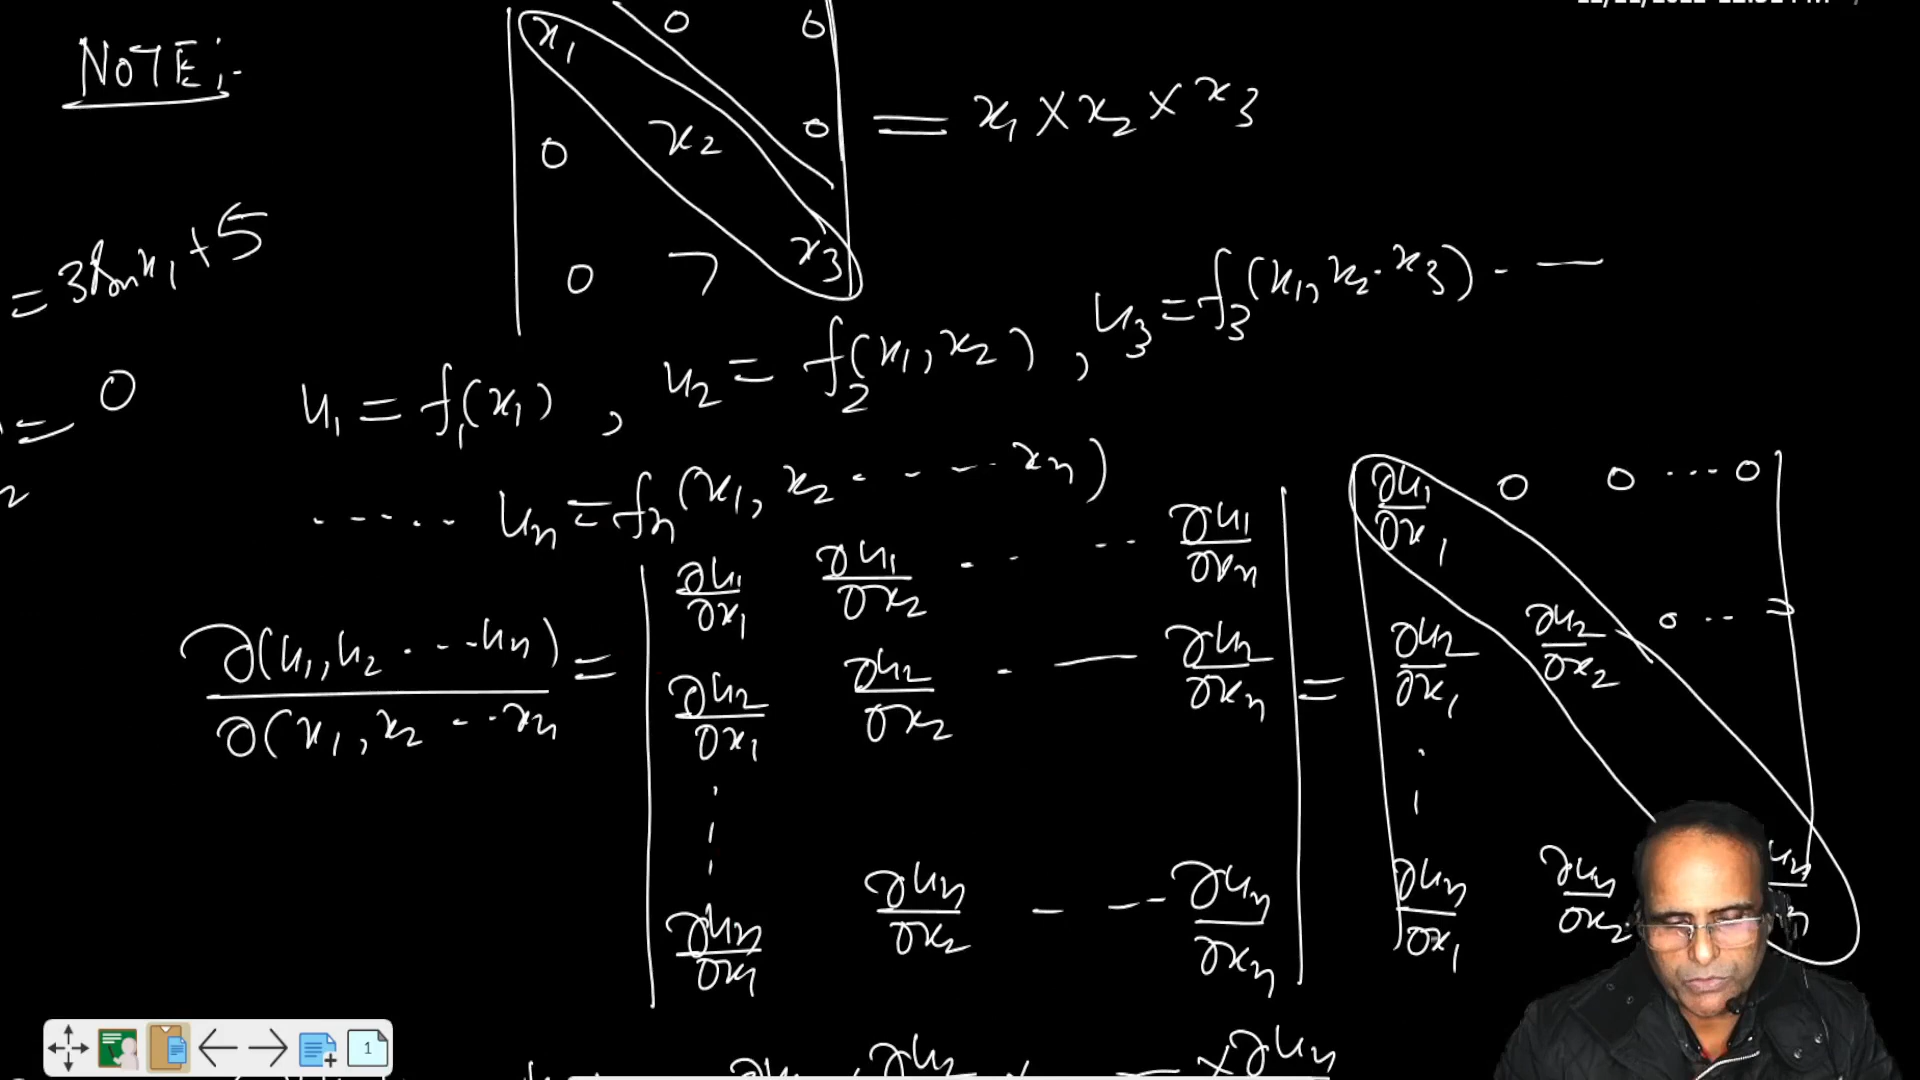 NOTE:-
| x₁ 0 0 |
| 0 x₂ 0 | = x₁ × x₂ × x₃
| 0 7 x₃ |
= 3 sin x₁ + 5
= 0
u₁ = f₁(x₁) , u₂ = f₂(x₁, x₂) , u₃ = f₃(x₁, x₂ · x₃) - —
..... uₙ = fₙ(x₁, x₂ - - - - xₙ)
∂(u₁, u₂ ... uₙ) / ∂(x₁, x₂ - - xₙ =
| ∂u₁/∂x₁ ∂u₁/∂x₂ - - - - ∂u₁/∂xₙ |
| ∂u₂/∂x₁ ∂u₂/∂x₂ - — ∂u₂/∂xₙ |
| ∂uₙ/∂x₁ ∂uₙ/∂x₂ - - - ∂uₙ/∂xₙ |
=
| ∂u₁/∂x₁ 0 0 ... 0 |
| ∂u₂/∂x₁ ∂u₂/∂x₂ 0 .. |
| ∂uₙ/∂x₁ ∂uₙ/∂x₂ |
1